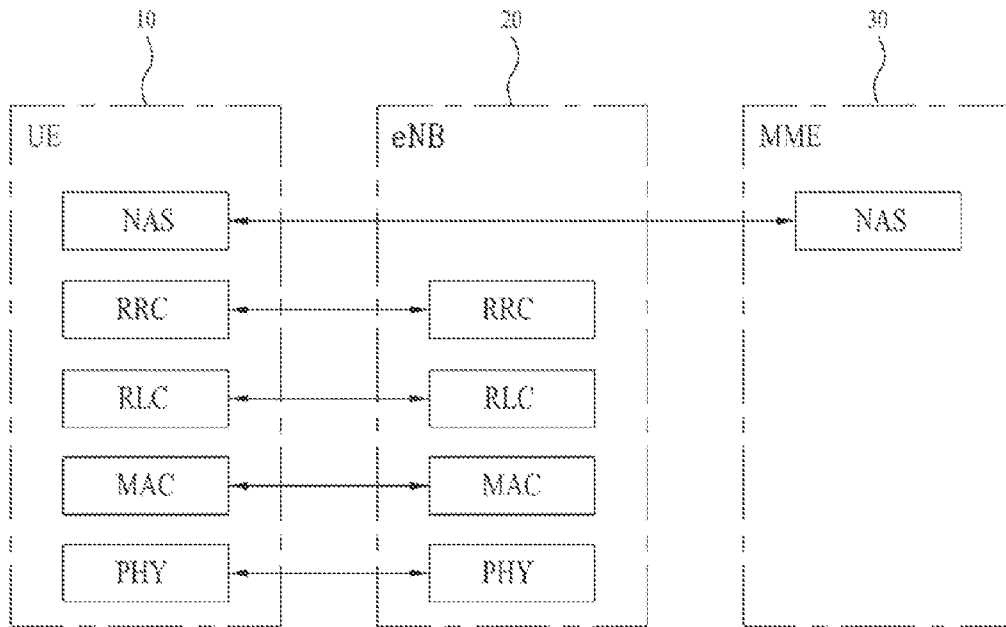 10 20 30
UE eNB MME
NAS NAS
RRC RRC
RLC RLC
MAC MAC
PHY PHY